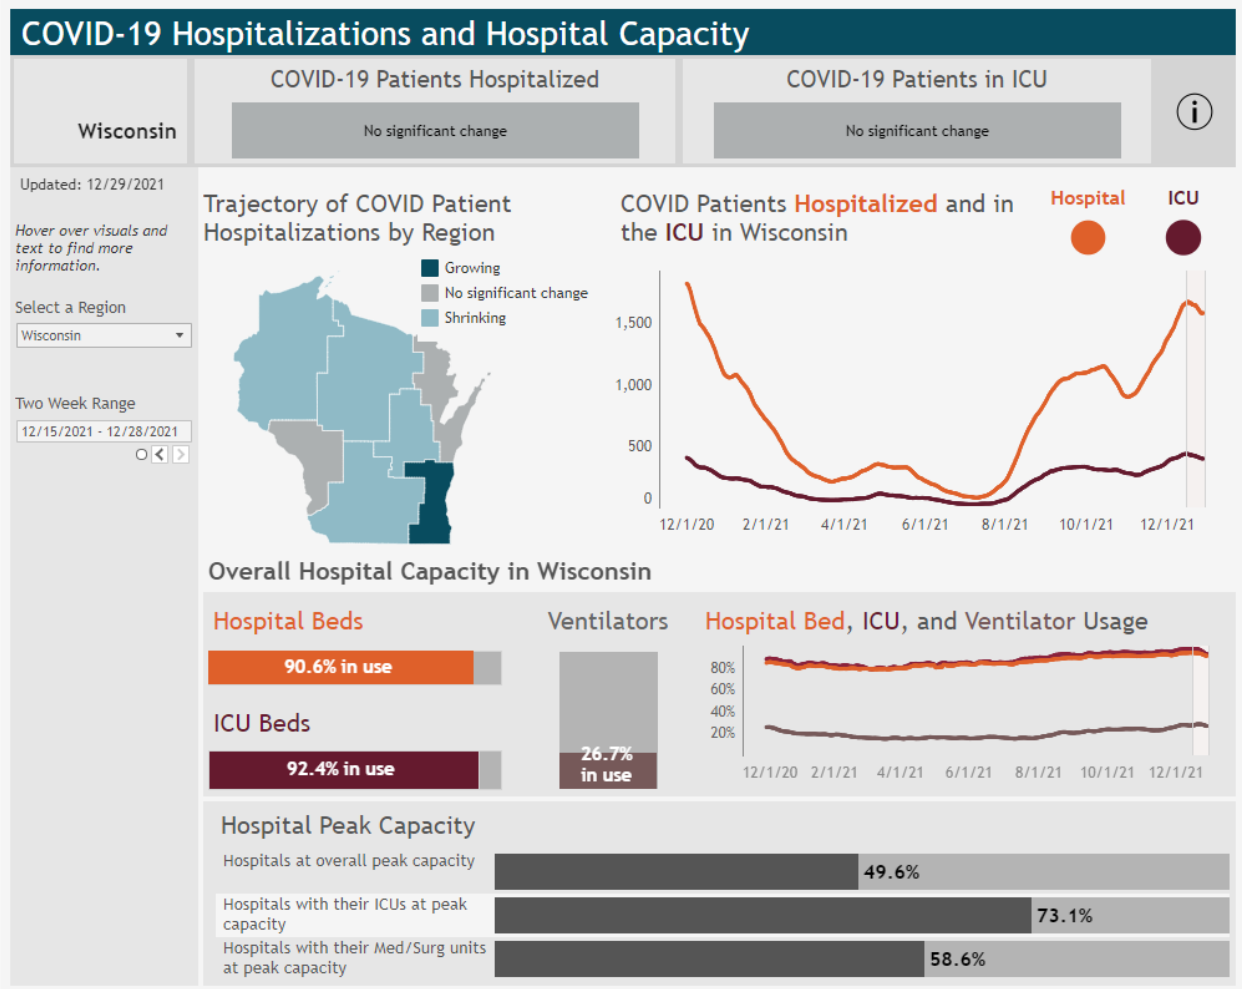 COVID-19 Hospitalizations and Hospital Capacity
Wisconsin
COVID-19 Patients Hospitalized
No significant change
COVID-19 Patients in ICU
No significant change
i
Updated: 12/29/2021
Hover over visuals and
text to find more
information.
Select a Region
Wisconsin
Two Week Range
12/15/2021 - 12/28/2021
Trajectory of COVID Patient
Hospitalizations by Region
Growing
No significant change
Shrinking
COVID Patients Hospitalized and in
the ICU in Wisconsin
Hospital
ICU
1,500
1,000
500
0
12/1/20 2/1/21 4/1/21 6/1/21 8/1/21 10/1/21 12/1/21
Overall Hospital Capacity in Wisconsin
Hospital Beds
90.6% in use
ICU Beds
92.4% in use
Ventilators
26.7%
in use
Hospital Bed, ICU, and Ventilator Usage
80%
60%
40%
20%
12/1/20 2/1/21 4/1/21 6/1/21 8/1/21 10/1/21 12/1/21
Hospital Peak Capacity
Hospitals at overall peak capacity
49.6%
Hospitals with their ICUs at peak
capacity
73.1%
Hospitals with their Med/Surg units
at peak capacity
58.6%